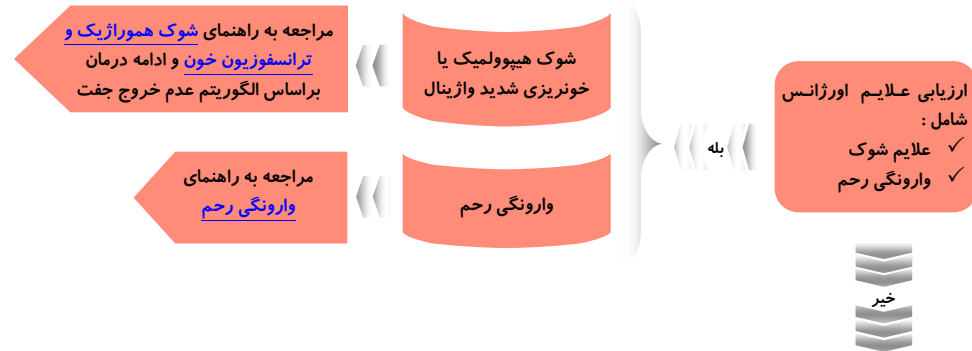 ارزیابی علایم اورژانس
شامل :
✓ علایم شوک
✓ وارونگی رحم
بله
شوک هیپوولمیک یا
خونریزی شدید واژینال
مراجعه به راهنمای شوک هموراژیک و
ترانسفوزیون خون و ادامه درمان
براساس الگوریتم عدم خروج جفت
وارونگی رحم
مراجعه به راهنمای
وارونگی رحم
خیر